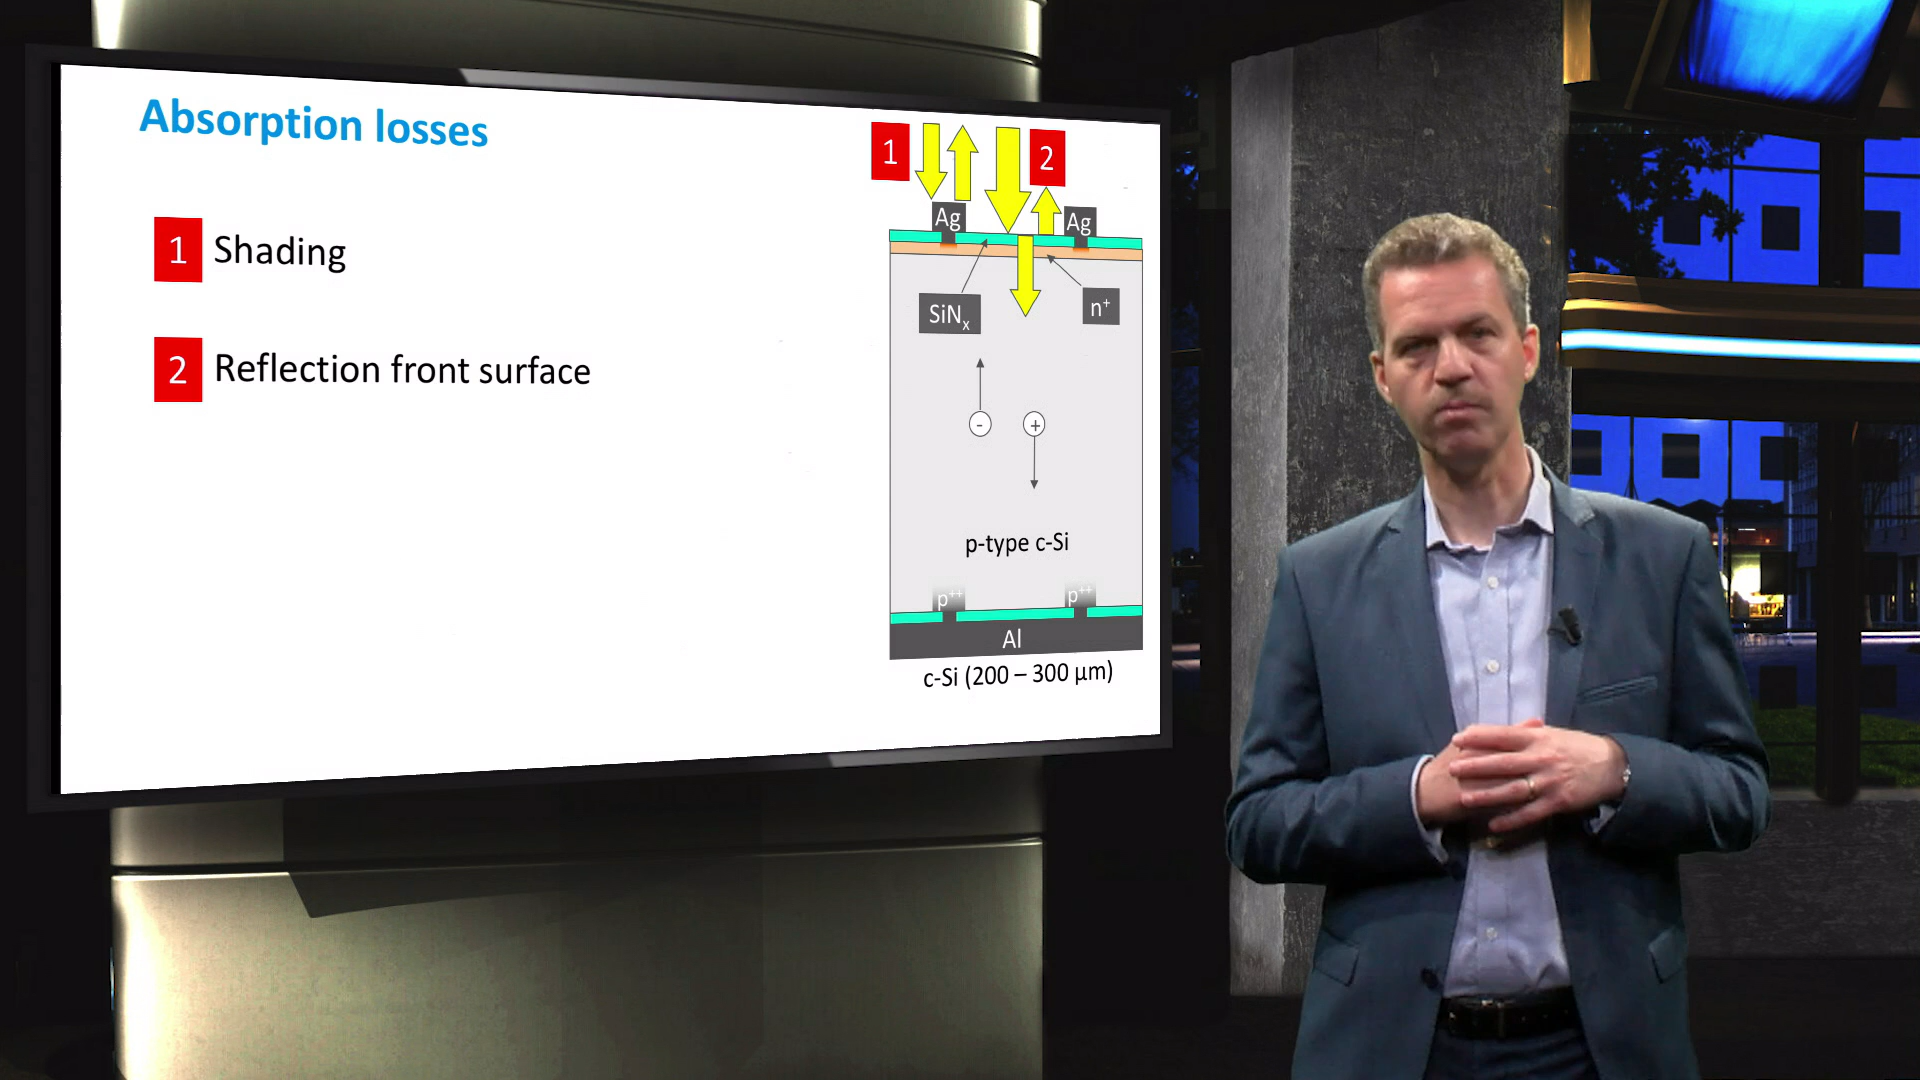 Absorption losses
1 Shading
2 Reflection front surface
1
2
Ag
Ag
SiNₓ
n⁺
-
+
p-type c-Si
p⁺⁺
p⁺⁺
Al
c-Si (200 – 300 µm)